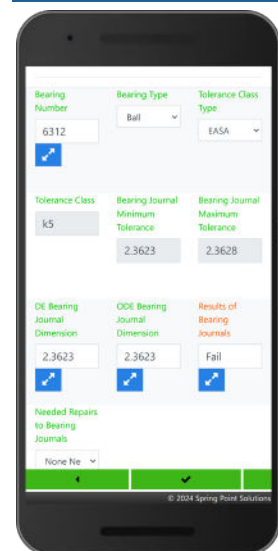 Bearing Number
Bearing Type
Tolerance Class Type
6312
Ball
EASA
Tolerance Class
Bearing Journal Minimum Tolerance
Bearing Journal Maximum Tolerance
k5
2.3623
2.3628
DE Bearing Journal Dimension
ODE Bearing Journal Dimension
Results of Bearing Journals
2.3623
2.3623
Fail
Needed Repairs to Bearing Journals
None Ne
© 2024 Spring Point Solutions